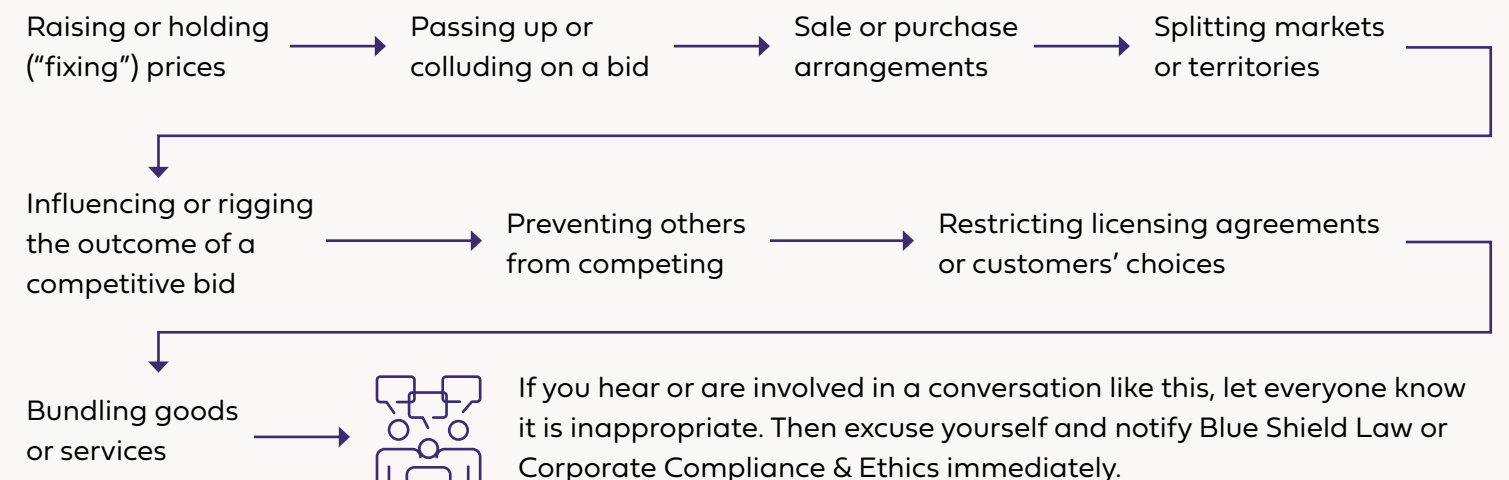 Raising or holding
(“fixing”) prices
Passing up or
colluding on a bid
Sale or purchase
arrangements
Splitting markets
or territories
Influencing or rigging
the outcome of a
competitive bid
Preventing others
from competing
Restricting licensing agreements
or customers’ choices
Bundling goods
or services
If you hear or are involved in a conversation like this, let everyone know
it is inappropriate. Then excuse yourself and notify Blue Shield Law or
Corporate Compliance & Ethics immediately.